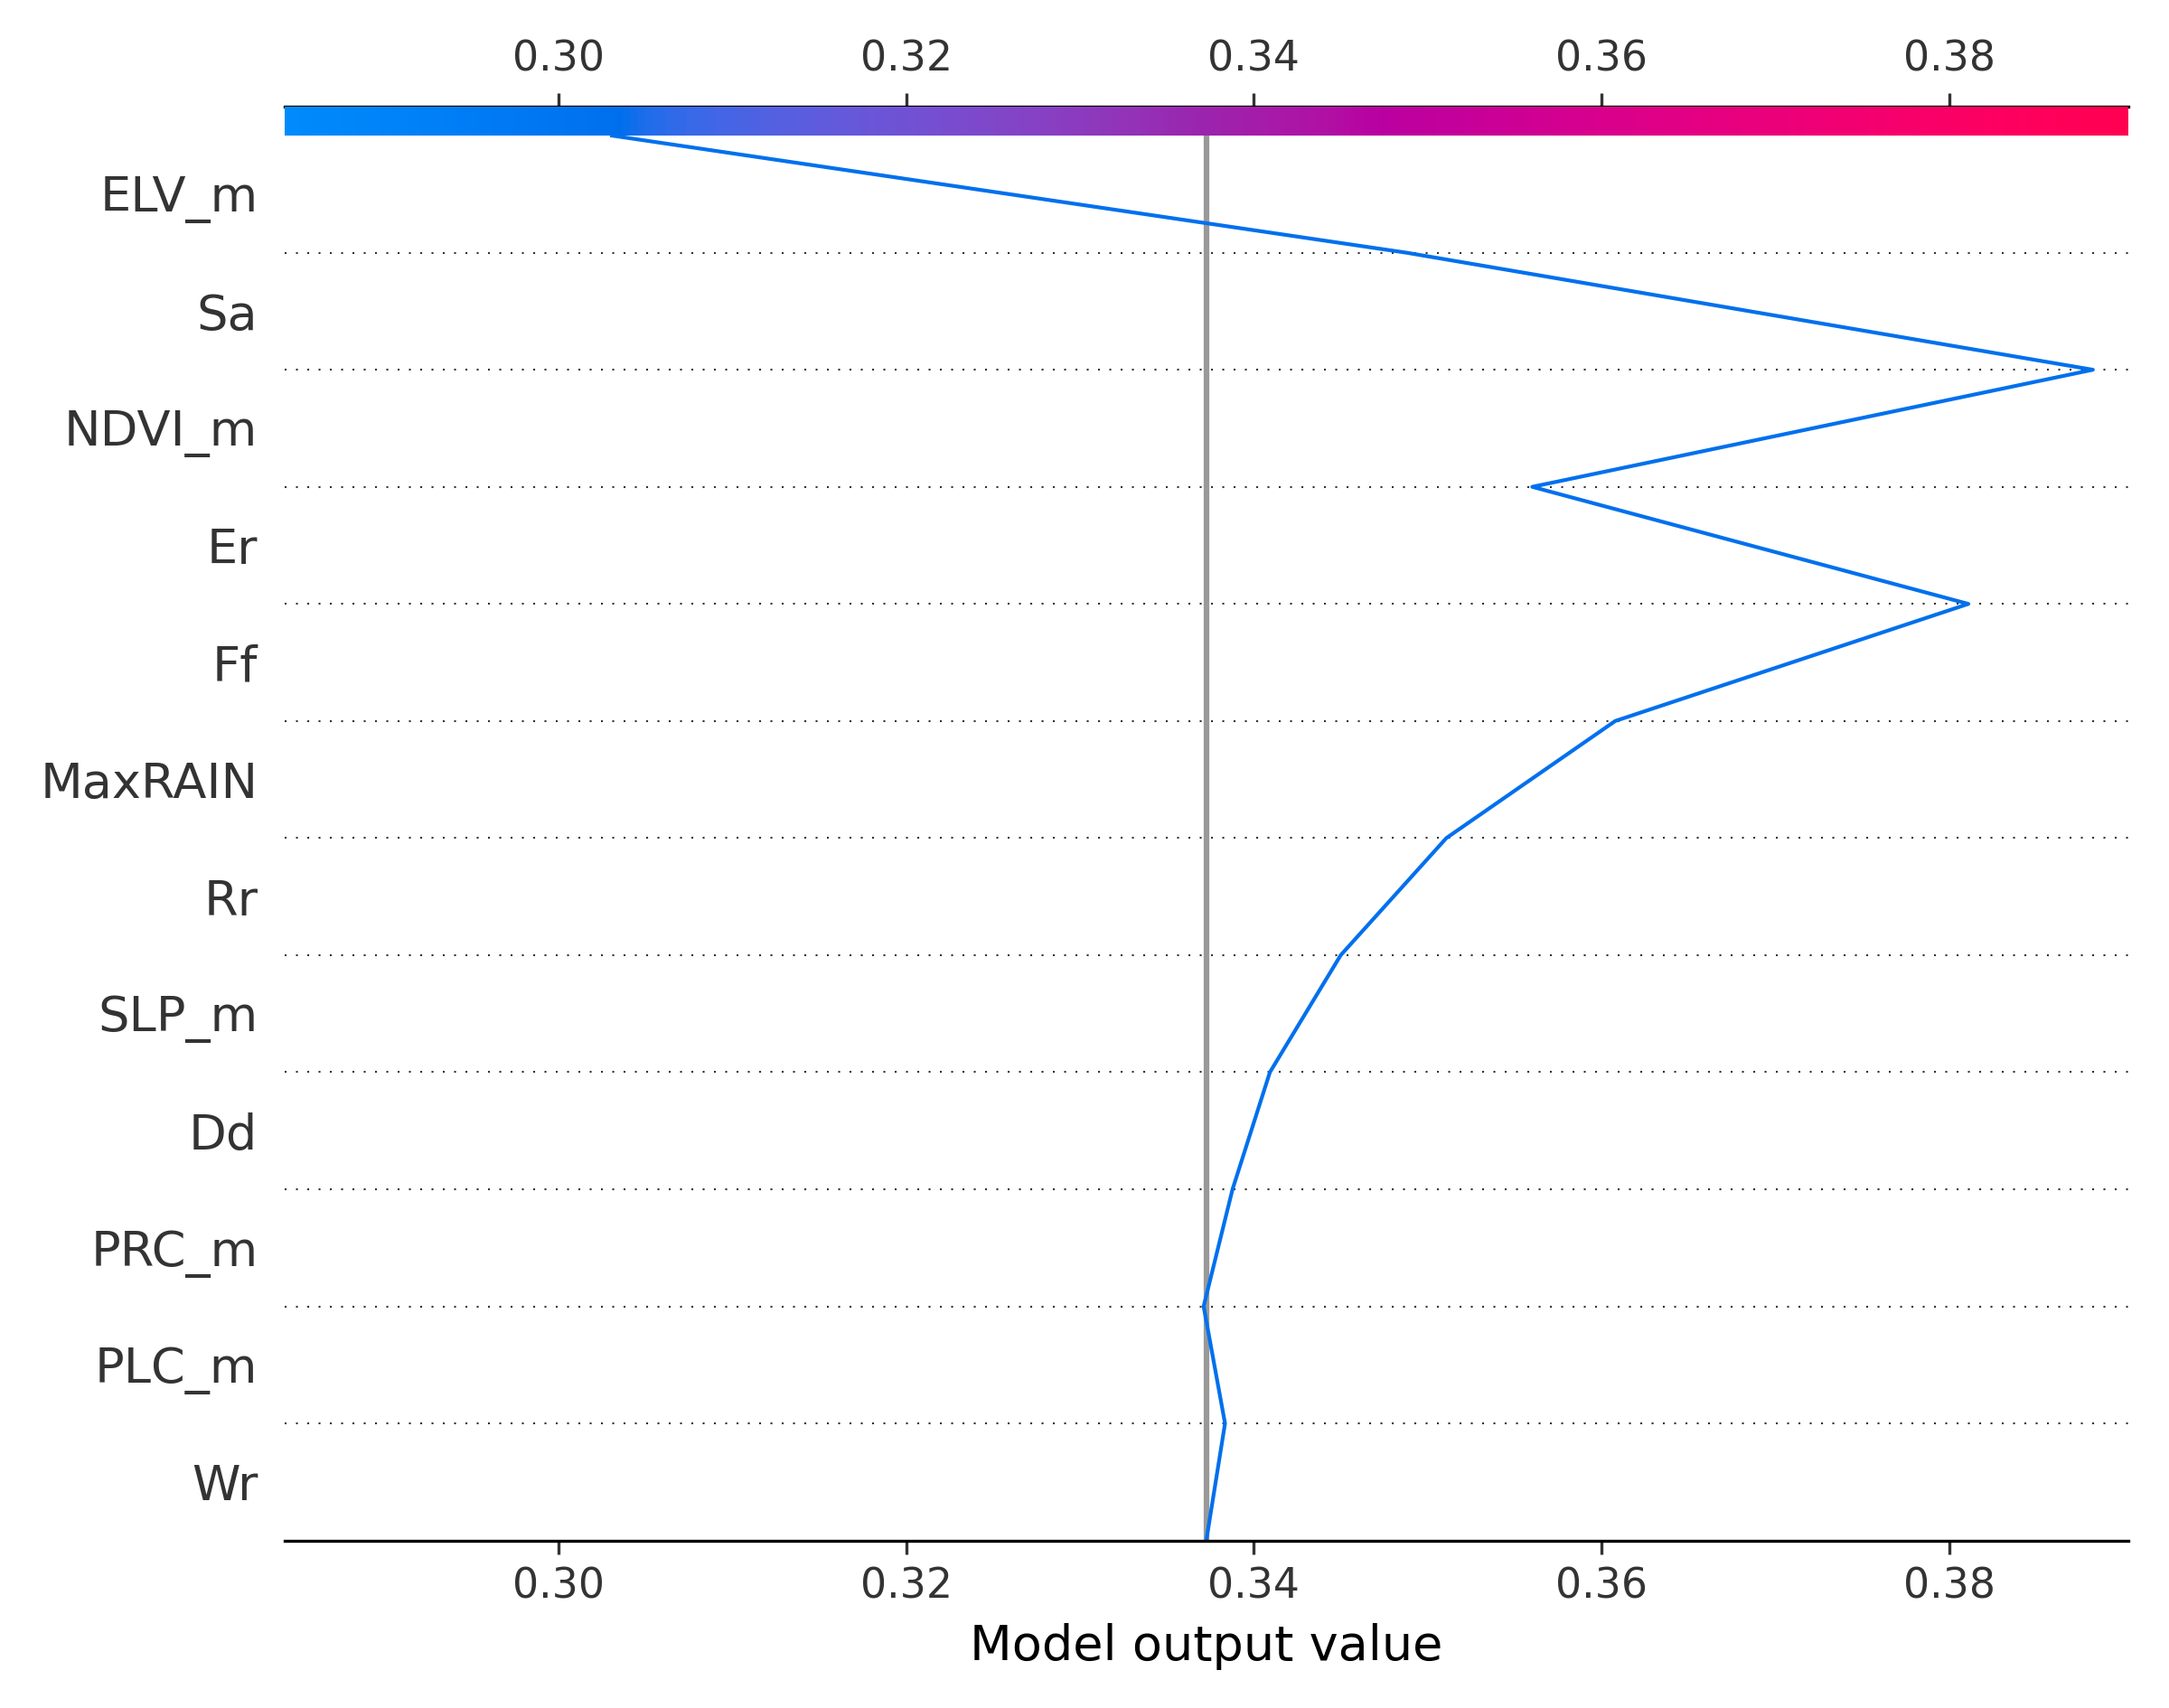 0.30 0.32 0.34 0.36 0.38
ELV_m
Sa
NDVI_m
Er
Ff
MaxRAIN
Rr
SLP_m
Dd
PRC_m
PLC_m
Wr
0.30 0.32 0.34 0.36 0.38
Model output value